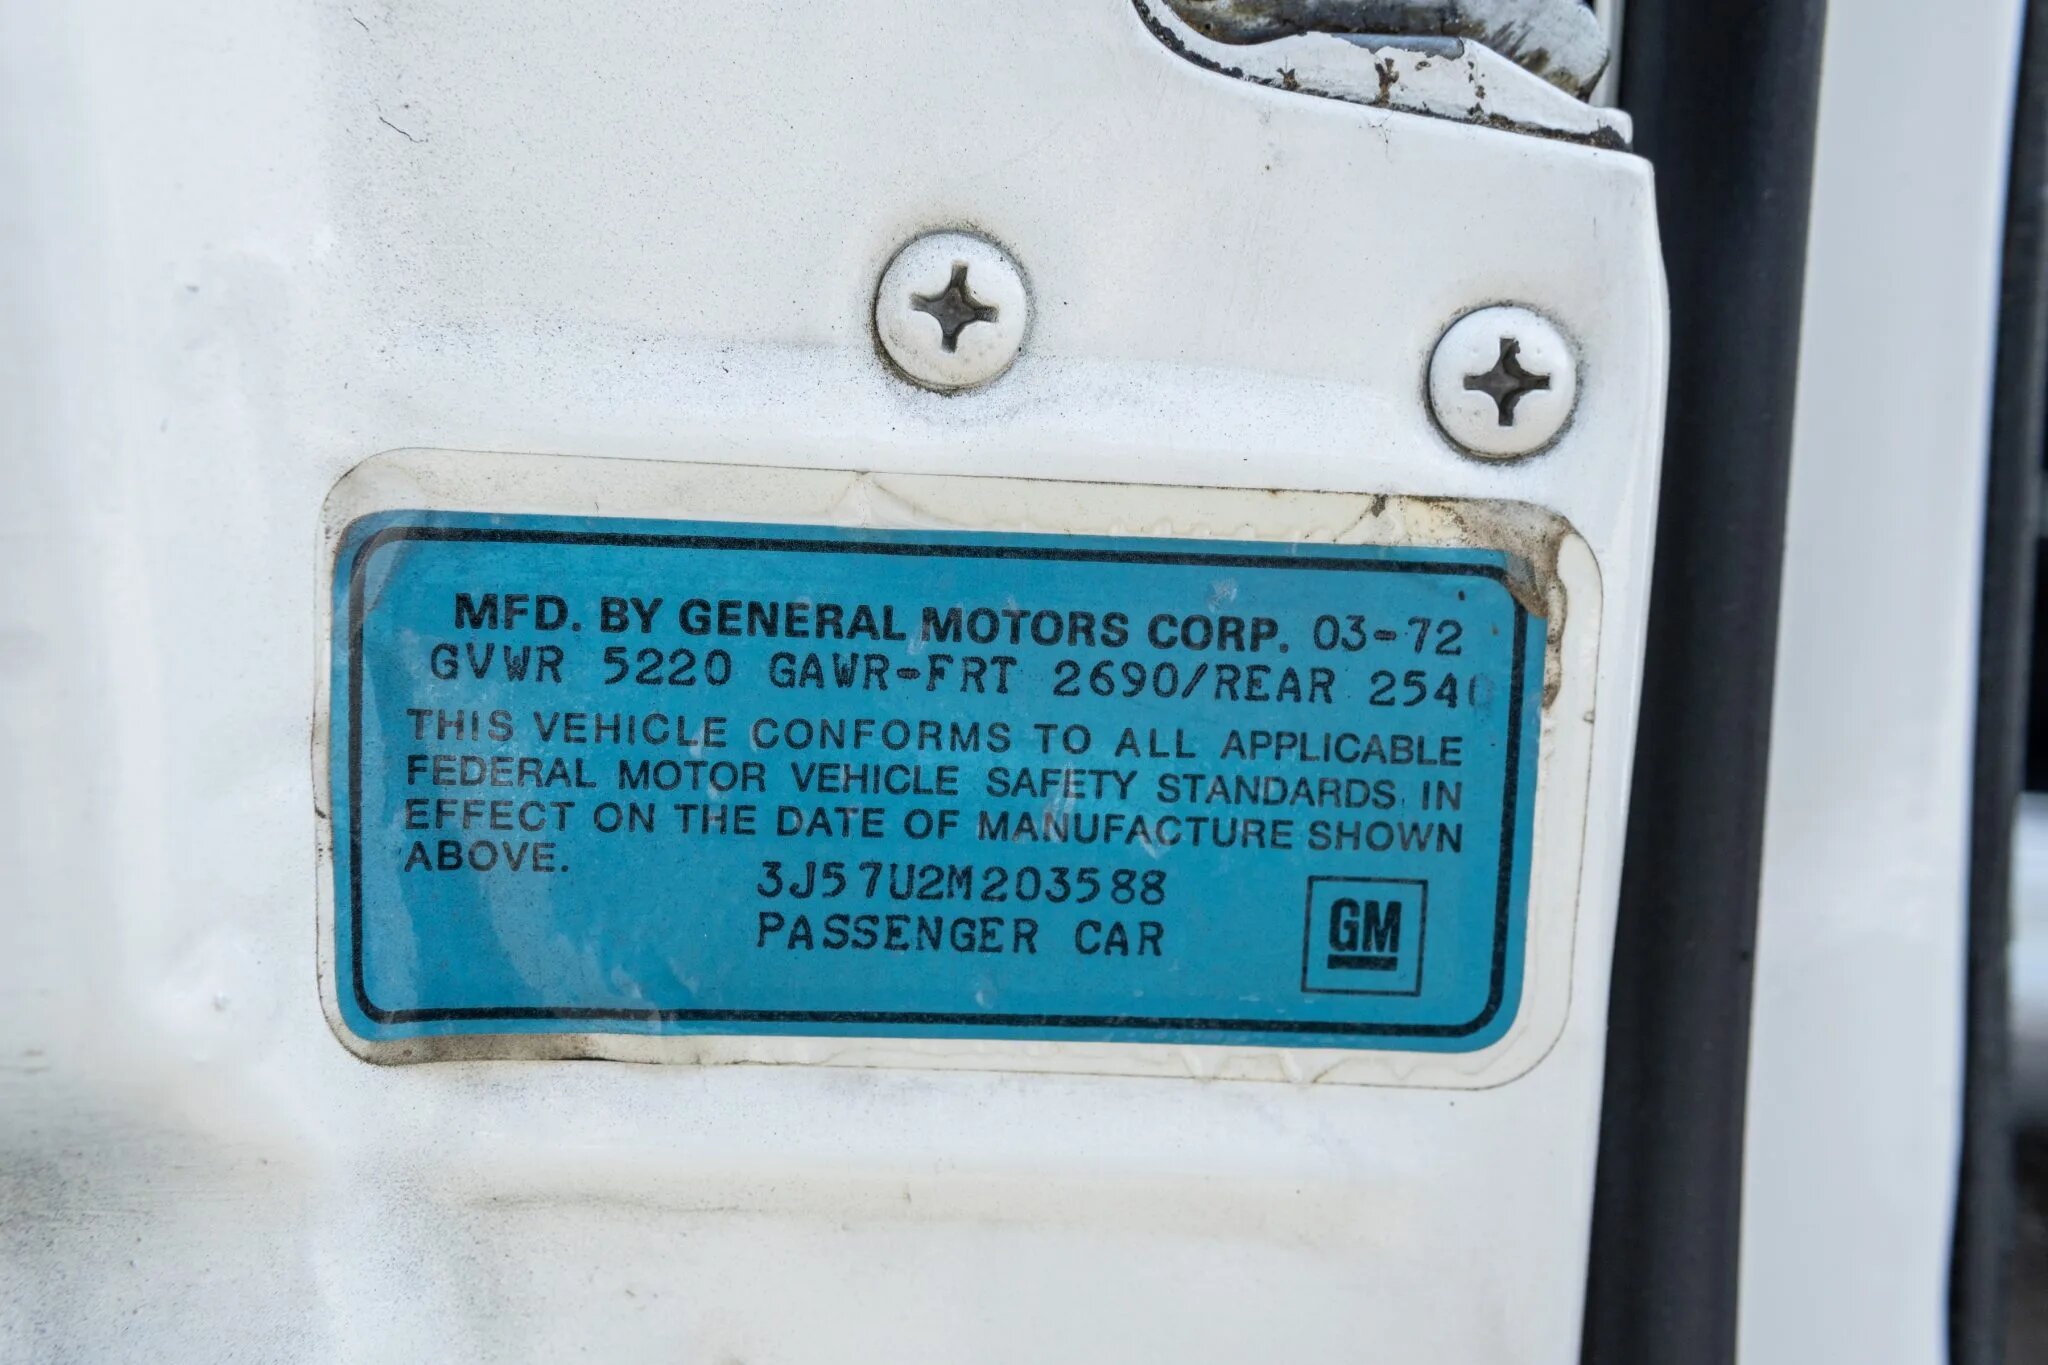 MFD. BY GENERAL MOTORS CORP. 03-72
GVWR 5220 GAWR-FRT 2690/REAR 2540
THIS VEHICLE CONFORMS TO ALL APPLICABLE
FEDERAL MOTOR VEHICLE SAFETY STANDARDS IN
EFFECT ON THE DATE OF MANUFACTURE SHOWN
ABOVE.
3J57U2M203588
PASSENGER CAR
GM